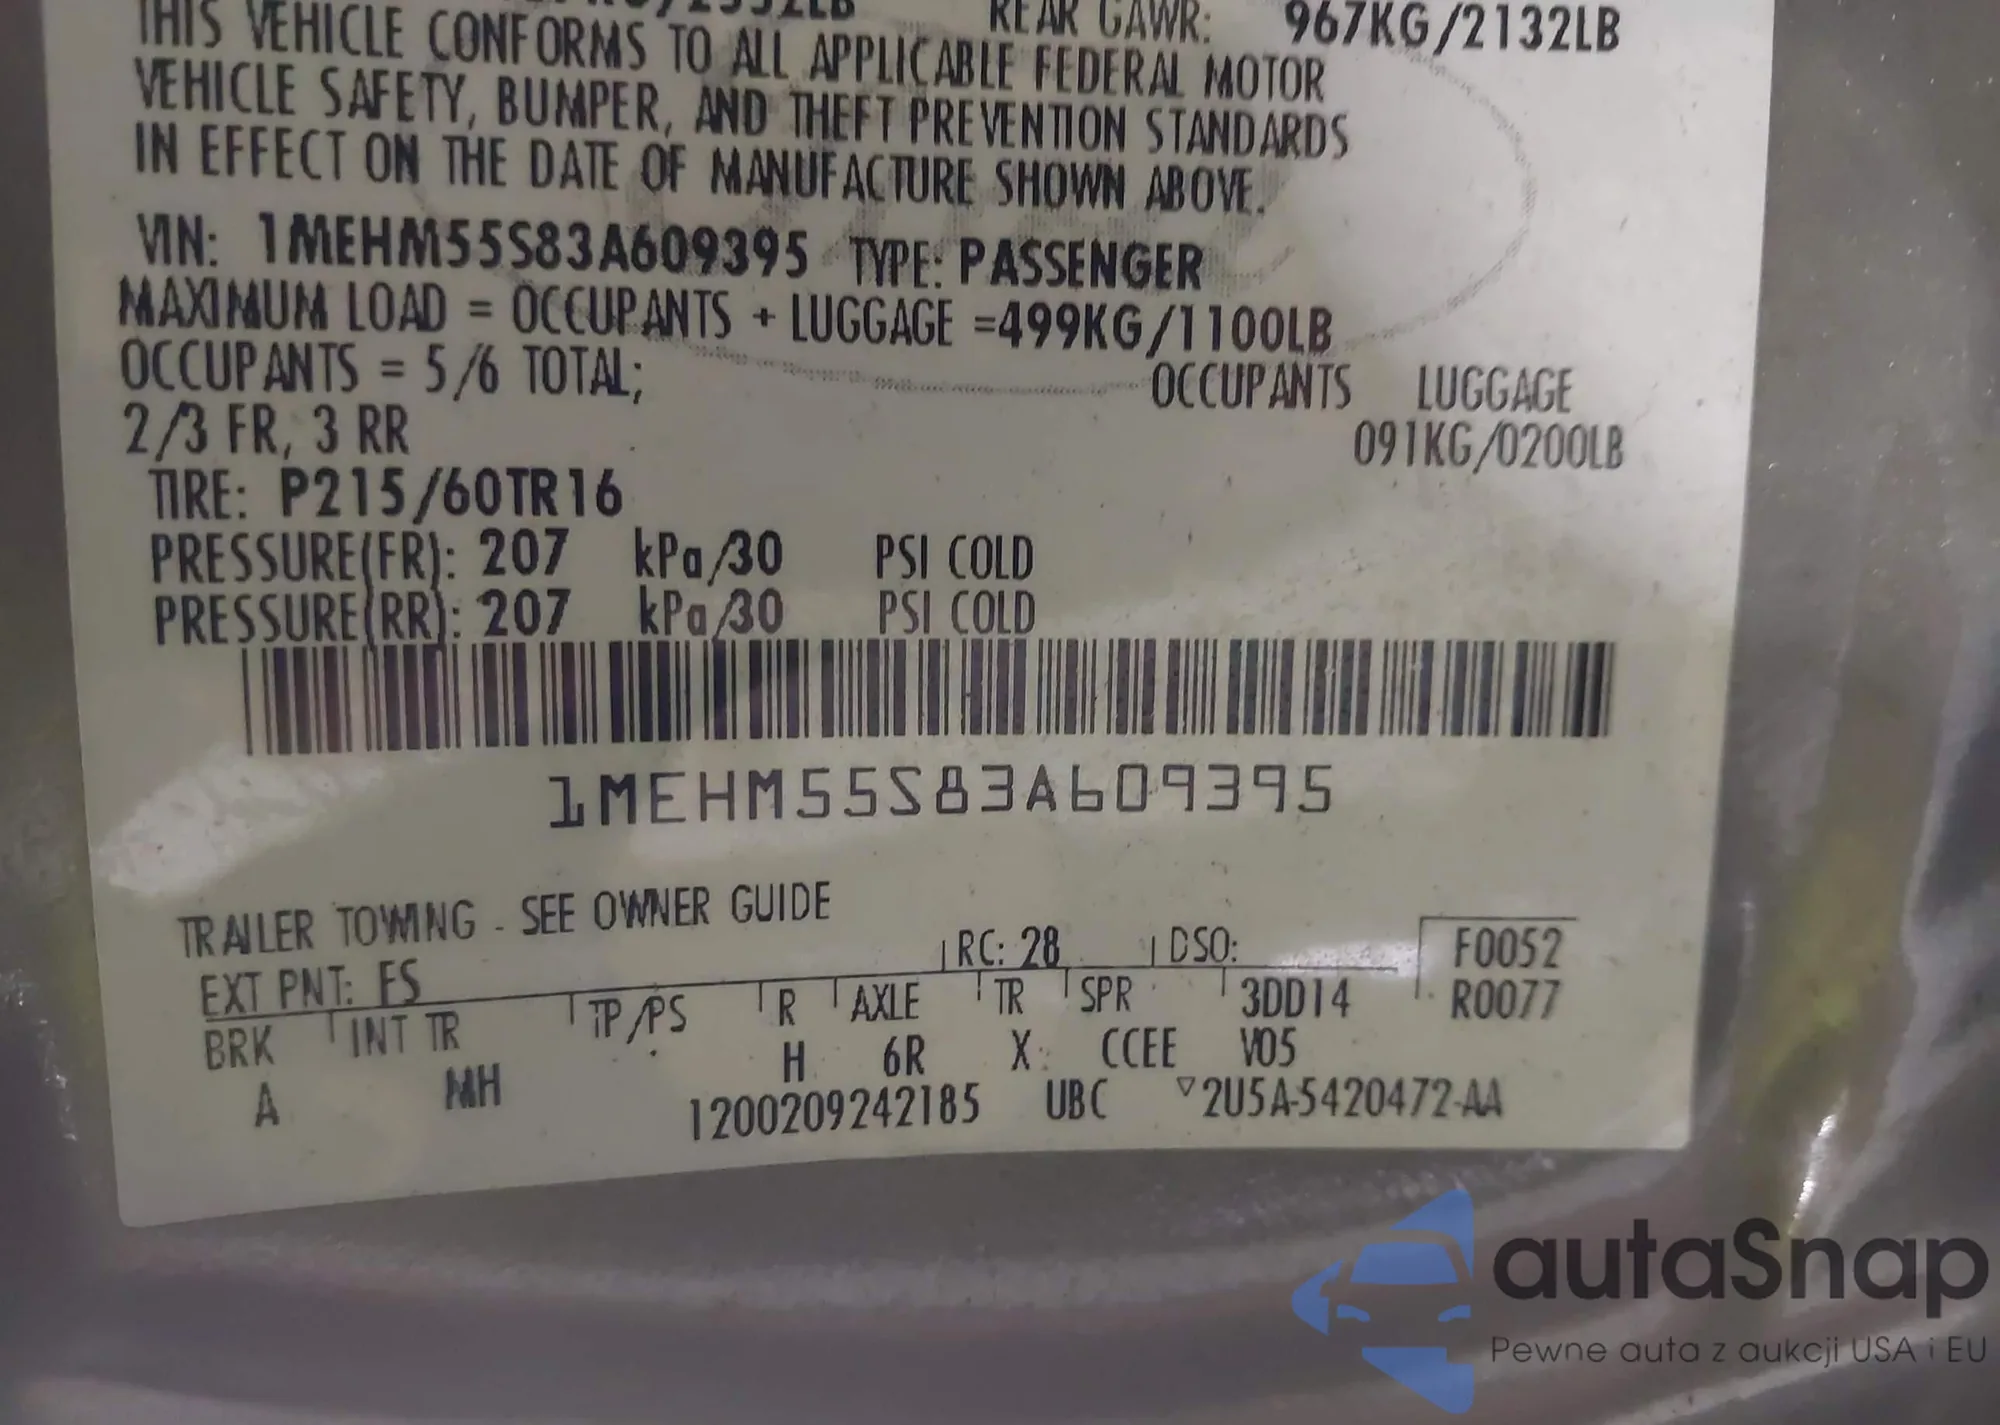 REAR GAWR: 967KG/2132LB
THIS VEHICLE CONFORMS TO ALL APPLICABLE FEDERAL MOTOR
VEHICLE SAFETY, BUMPER, AND THEFT PREVENTION STANDARDS
IN EFFECT ON THE DATE OF MANUFACTURE SHOWN ABOVE.
VIN: 1MEHM55S83A609395 TYPE: PASSENGER
MAXIMUM LOAD = OCCUPANTS + LUGGAGE =499KG/1100LB
OCCUPANTS = 5/6 TOTAL; OCCUPANTS LUGGAGE
2/3 FR, 3 RR 091KG/0200LB
TIRE: P215/60TR16
PRESSURE(FR): 207 kPa/30 PSI COLD
PRESSURE(RR): 207 kPa/30 PSI COLD
1MEHM55S83A609395
TRAILER TOWING - SEE OWNER GUIDE
EXT PNT: FS RC: 28 DSO: F0052
BRK INT TR TP/PS R AXLE TR SPR 3DD14 R0077
A MH H 6R X CCEE V05
1200209242185 UBC ▽2U5A-5420472-AA
autaSnap
Pewne auta z aukcji USA i EU